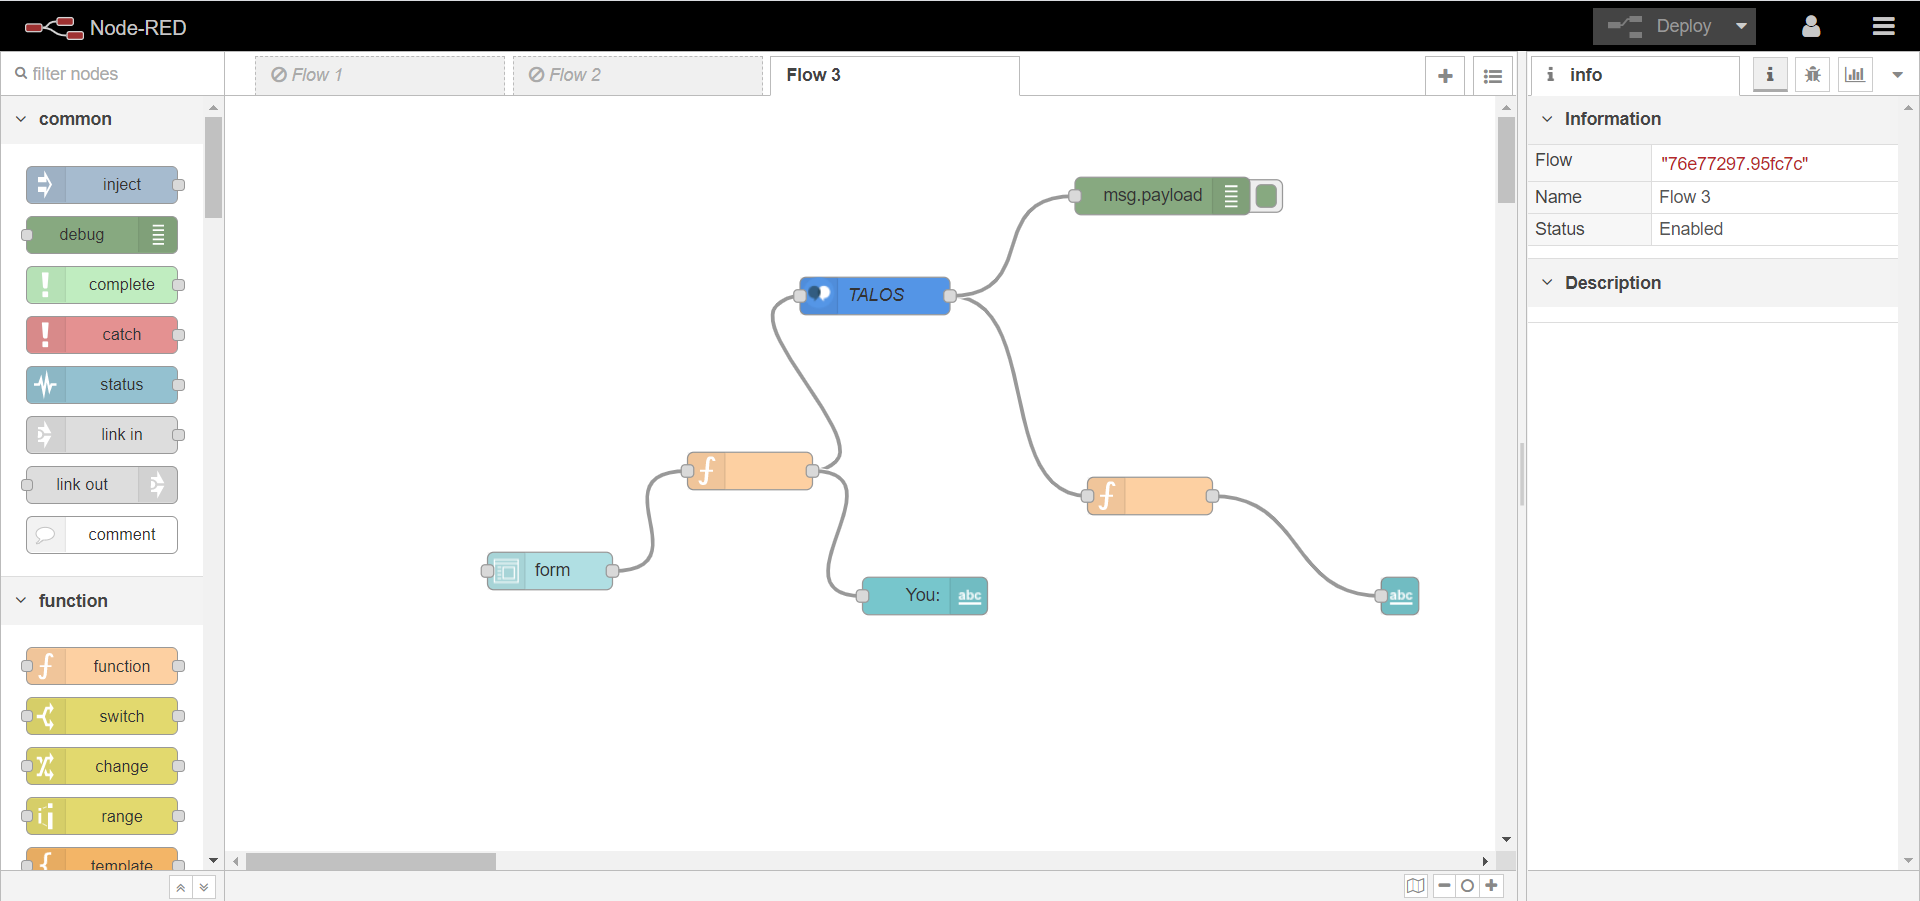 Node-RED
Deploy
filter nodes
Flow 1
Flow 2
Flow 3
info
common
inject
debug
complete
catch
status
link in
link out
comment
function
function
switch
change
range
template
msg.payload
TALOS
form
You:
abc
abc
Information
Flow
"76e77297.95fc7c"
Name
Flow 3
Status
Enabled
Description